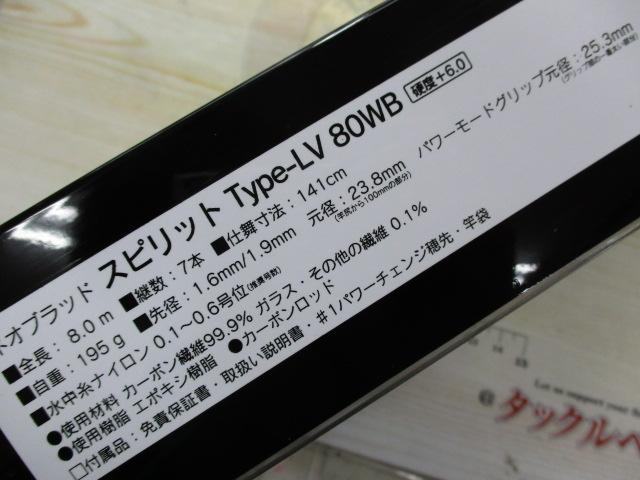 ネオブラッド スピリット Type-LV 80WB 硬度+6.0
■全長：8.0m ■継数：7本 ■仕舞寸法：141cm
■自重：195g ■先径：1.6mm/1.9mm 元径：23.8mm パワーモードグリップ元径：25.3mm
(竿尻から100mmの部分) (グリップ部の一番太い部分)
■水中糸ナイロン 0.1〜0.6号位(推奨号数)
●使用材料 カーボン繊維99.9% ガラス・その他の繊維 0.1%
●使用樹脂 エポキシ樹脂 ●カーボンロッド
□付属品：免責保証書・取扱い説明書・#1パワーチェンジ穂先・竿袋
Let us support your
タックルベ